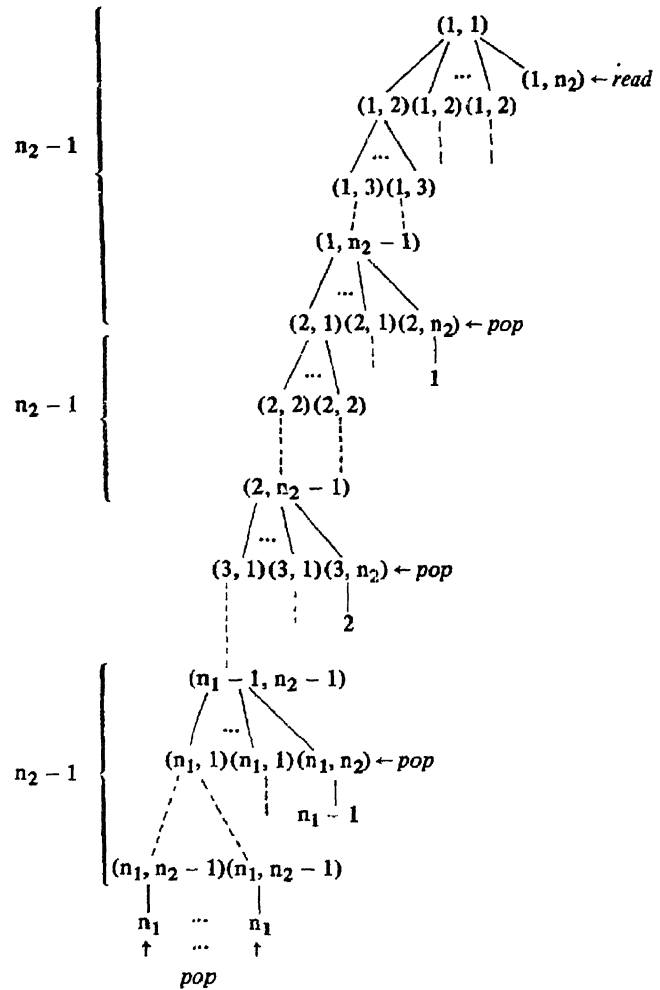 (1, 1)
... (1, n₂) ← read
(1, 2)(1, 2)(1, 2)
n₂ − 1
...
(1, 3)(1, 3)
(1, n₂ − 1)
...
(2, 1)(2, 1)(2, n₂) ← pop
1
...
n₂ − 1 (2, 2)(2, 2)
(2, n₂ − 1)
...
(3, 1)(3, 1)(3, n₂) ← pop
2
(n₁ − 1, n₂ − 1)
...
n₂ − 1 (n₁, 1)(n₁, 1)(n₁, n₂) ← pop
n₁ − 1
(n₁, n₂ − 1)(n₁, n₂ − 1)
n₁ ... n₁
↑ ... ↑
pop